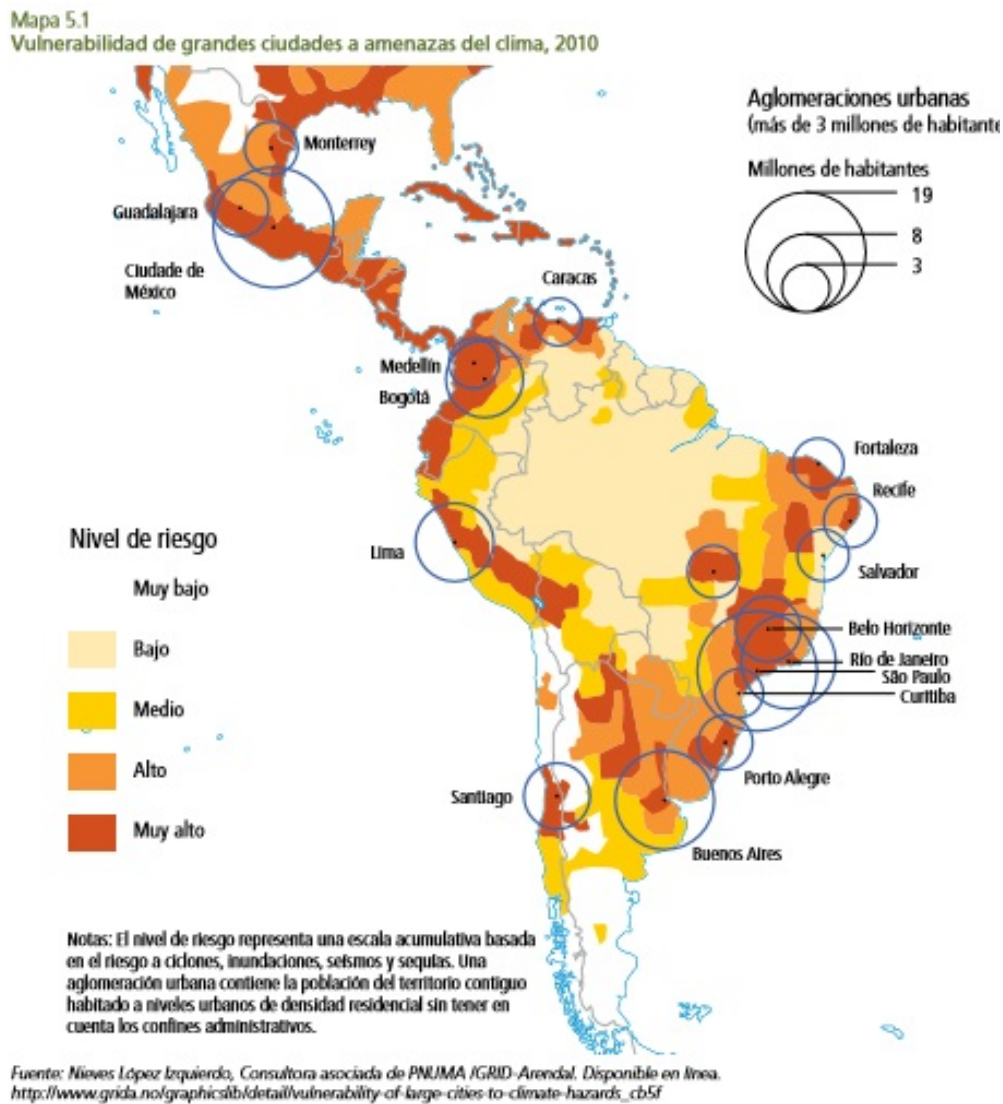 Mapa 5.1
Vulnerabilidad de grandes ciudades a amenazas del clima, 2010
Aglomeraciones urbanas
(más de 3 millones de habitante
Millones de habitantes
19
8
3
Monterrey
Guadalajara
Ciudade de
México
Caracas
Medellín
Bogotá
Fortaleza
Recife
Lima
Salvador
Belo Horizonte
Río de Janeiro
São Paulo
Curitiba
Porto Alegre
Santiago
Buenos Aires
Nivel de riesgo
Muy bajo
Bajo
Medio
Alto
Muy alto
Notas: El nivel de riesgo representa una escala acumulativa basada
en el riesgo a ciclones, inundaciones, seismos y sequias. Una
aglomeración urbana contiene la población del territorio contiguo
habitado a niveles urbanos de densidad residencial sin tener en
cuenta los confines administrativos.
Fuente: Nieves López Izquierdo, Consultora asociada de PNUMA /GRID-Arendal. Disponible en línea.
http://www.grida.no/graphicslib/detail/vulnerability-of-large-cities-to-climate-hazards_cb5f